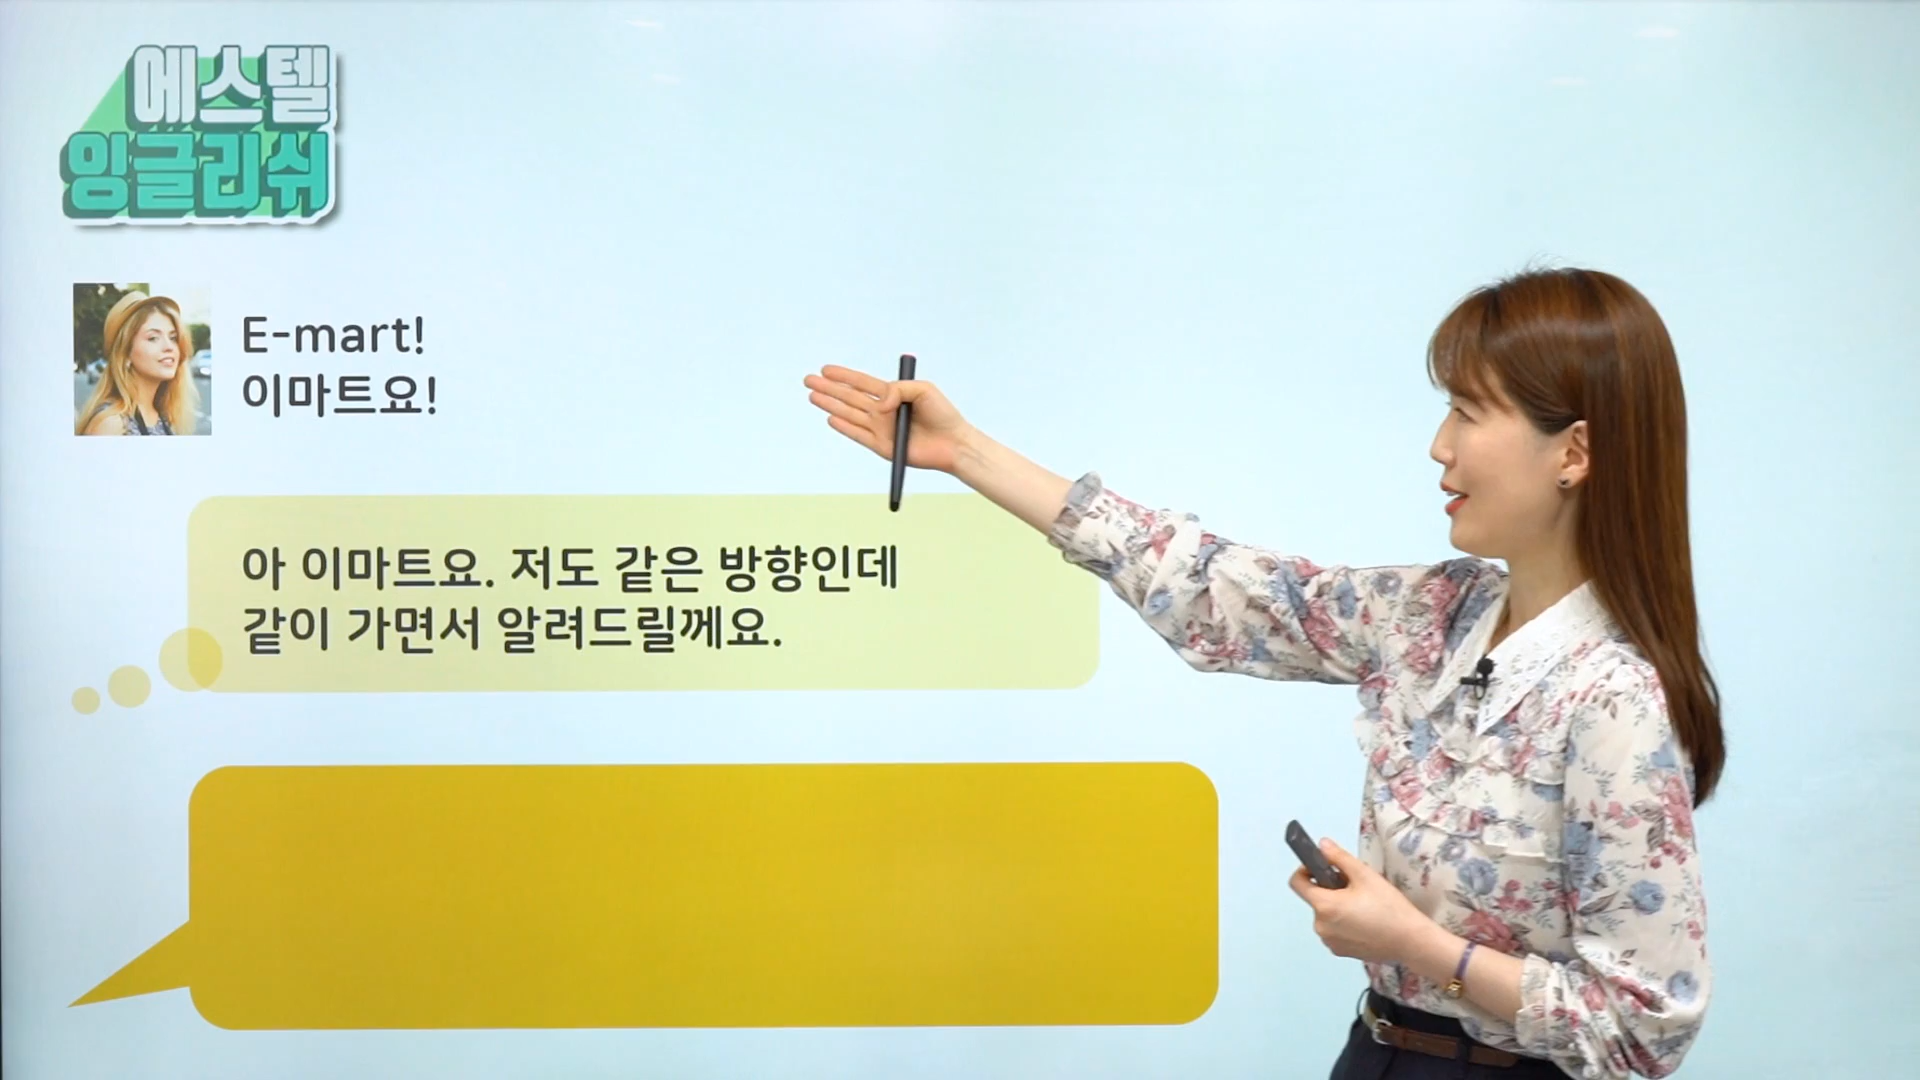 에스텔
잉글리쉬
E-mart!
이마트요!
아 이마트요. 저도 같은 방향인데
같이 가면서 알려드릴께요.